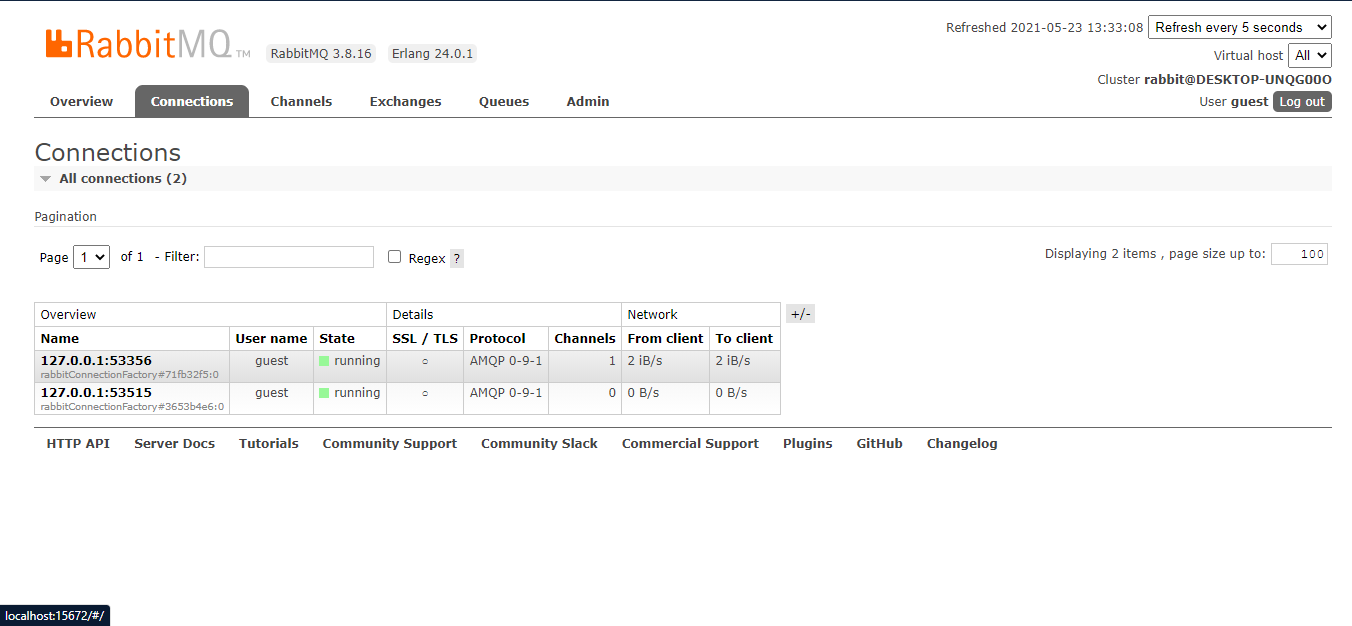 RabbitMQ TM RabbitMQ 3.8.16 Erlang 24.0.1
Refreshed 2021-05-23 13:33:08 Refresh every 5 seconds
Virtual host All
Cluster rabbit@DESKTOP-UNQG00O
User guest Log out
Overview Connections Channels Exchanges Queues Admin
Connections
All connections (2)
Pagination
Page 1 of 1 - Filter: Regex ? Displaying 2 items , page size up to: 100
Overview Details Network +/-
Name User name State SSL / TLS Protocol Channels From client To client
127.0.0.1:53356 guest running ○ AMQP 0-9-1 1 2 iB/s 2 iB/s
rabbitConnectionFactory#71fb32f5:0
127.0.0.1:53515 guest running ○ AMQP 0-9-1 0 0 B/s 0 B/s
rabbitConnectionFactory#3653b4e6:0
HTTP API Server Docs Tutorials Community Support Community Slack Commercial Support Plugins GitHub Changelog
localhost:15672/#/